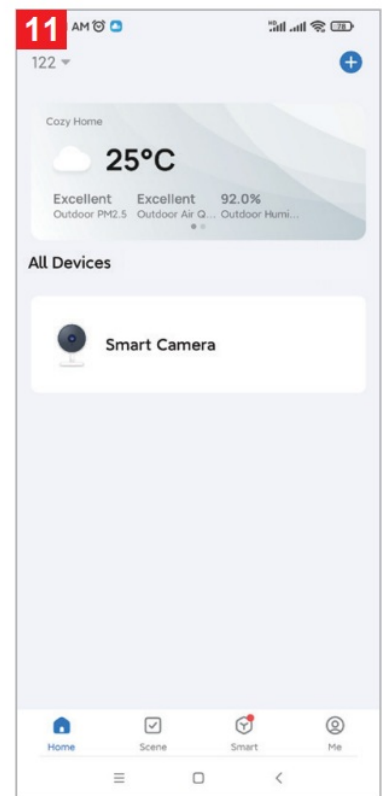 11 AM
78
122
Cozy Home
25°C
Excellent Excellent 92.0%
Outdoor PM2.5 Outdoor Air Q... Outdoor Humi...
All Devices
Smart Camera
Home Scene Smart Me